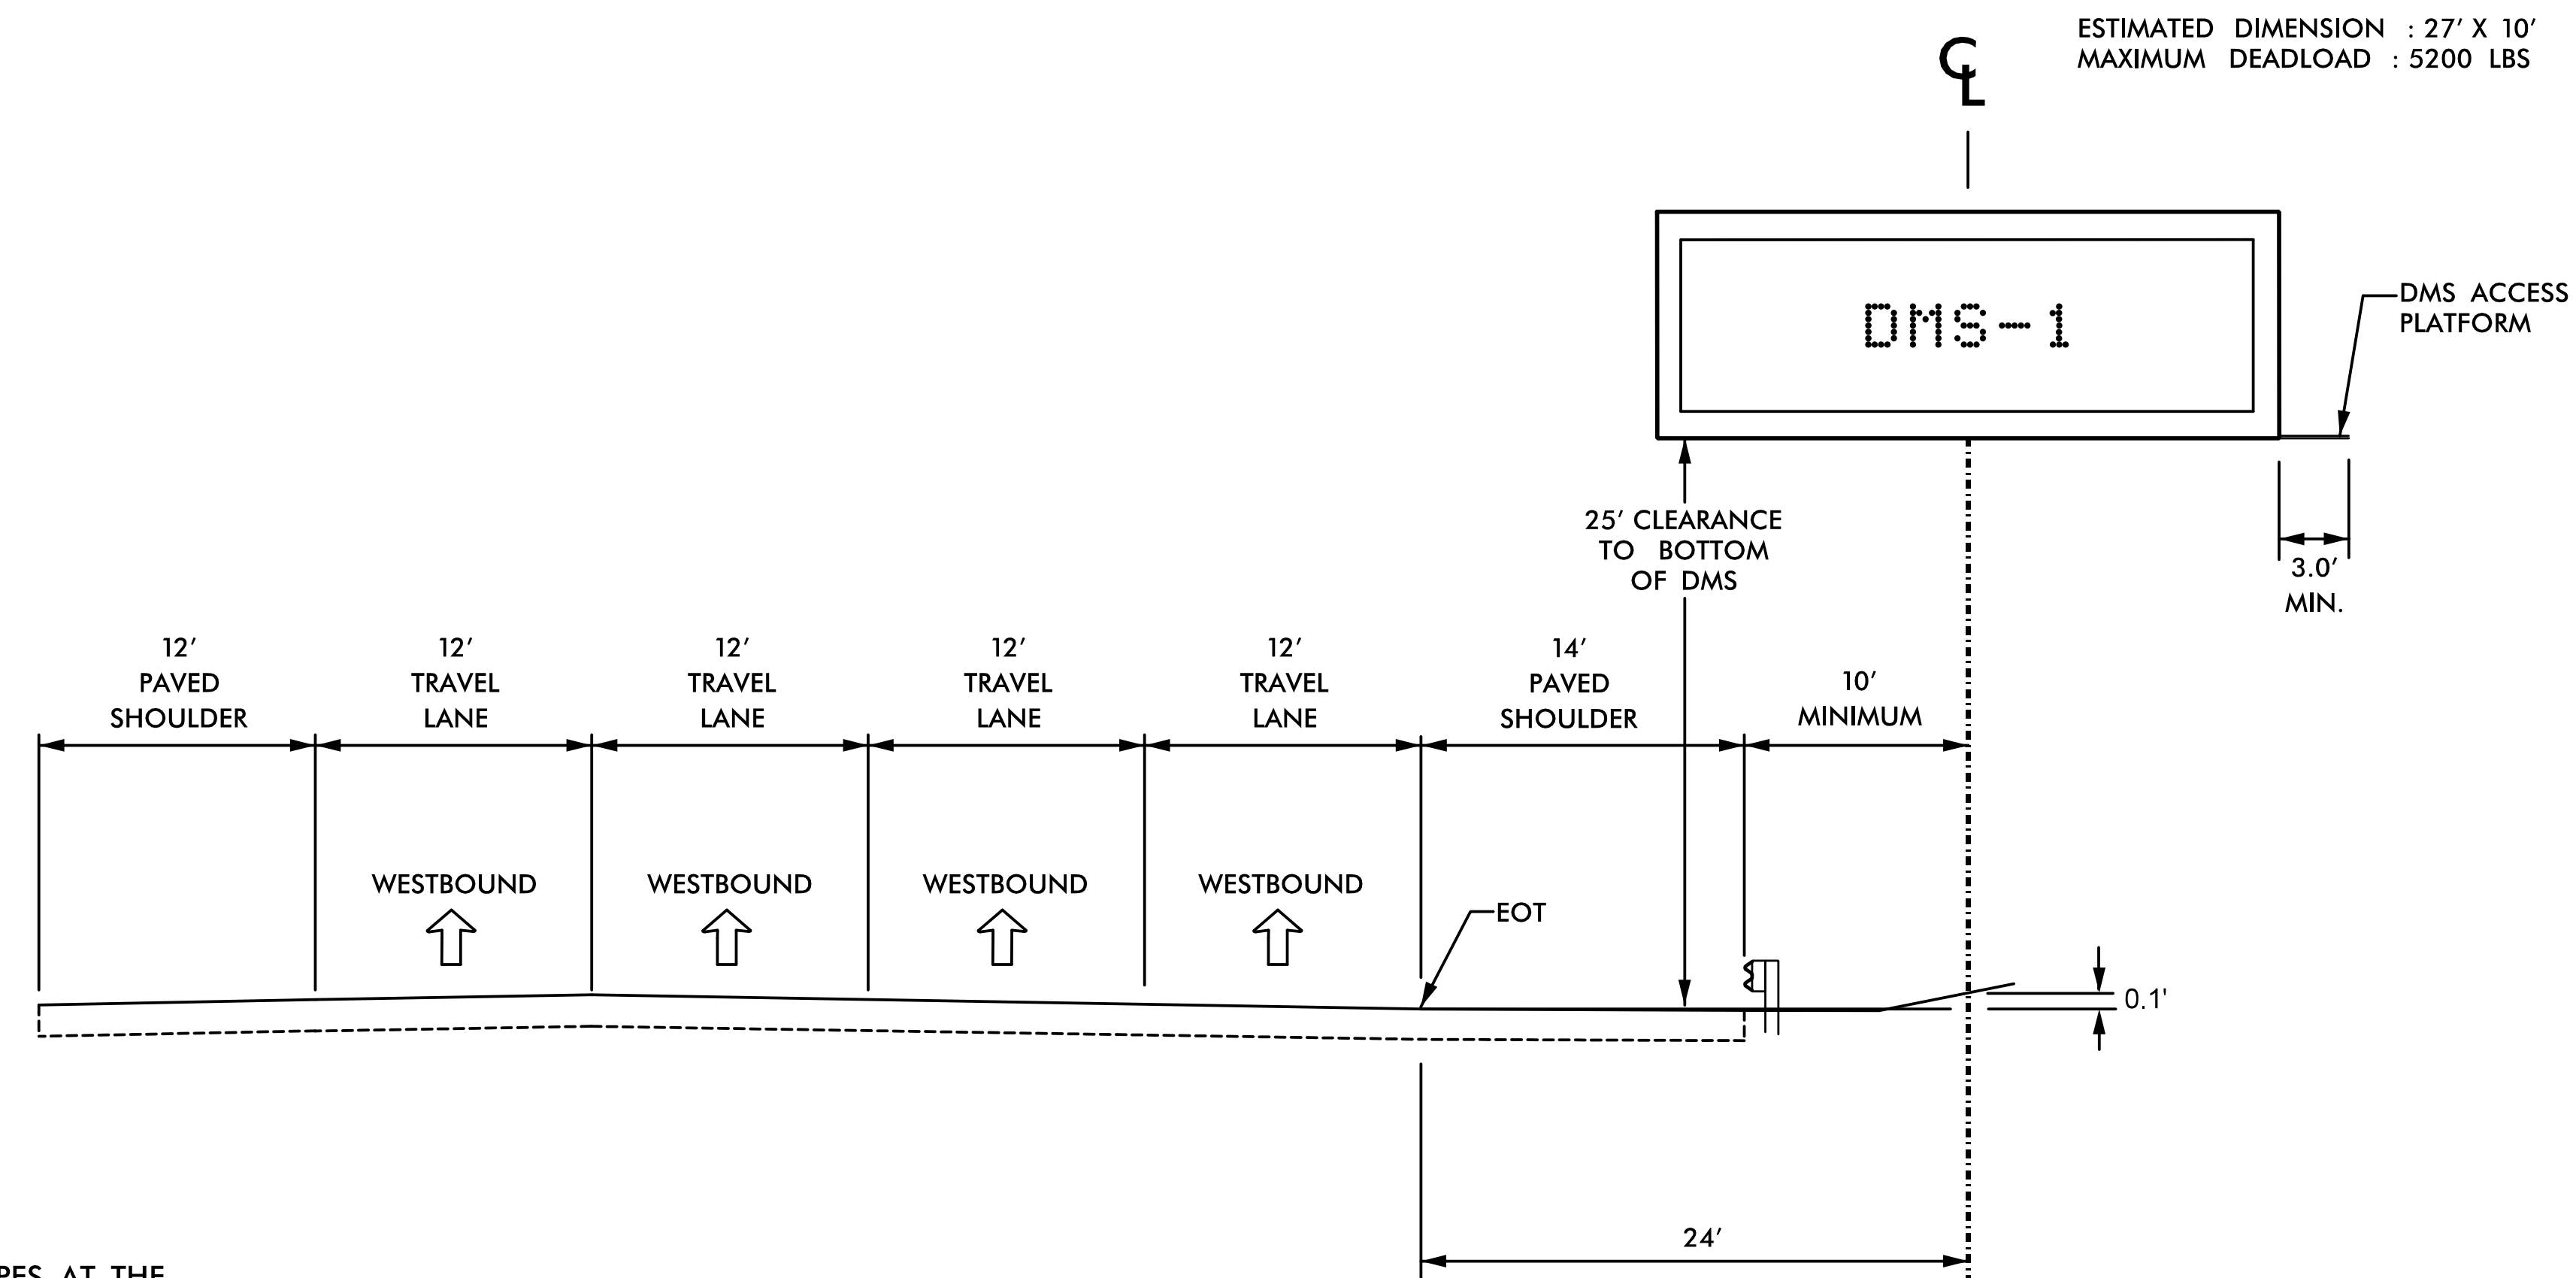 ESTIMATED DIMENSION : 27' X 10'
MAXIMUM DEADLOAD : 5200 LBS
CL
DMS-1
DMS ACCESS
PLATFORM
25' CLEARANCE
TO BOTTOM
OF DMS
3.0'
MIN.
12'
PAVED
SHOULDER
12'
TRAVEL
LANE
12'
TRAVEL
LANE
12'
TRAVEL
LANE
12'
TRAVEL
LANE
14'
PAVED
SHOULDER
10'
MINIMUM
WESTBOUND
WESTBOUND
WESTBOUND
WESTBOUND
EOT
0.1'
24'
AT THE